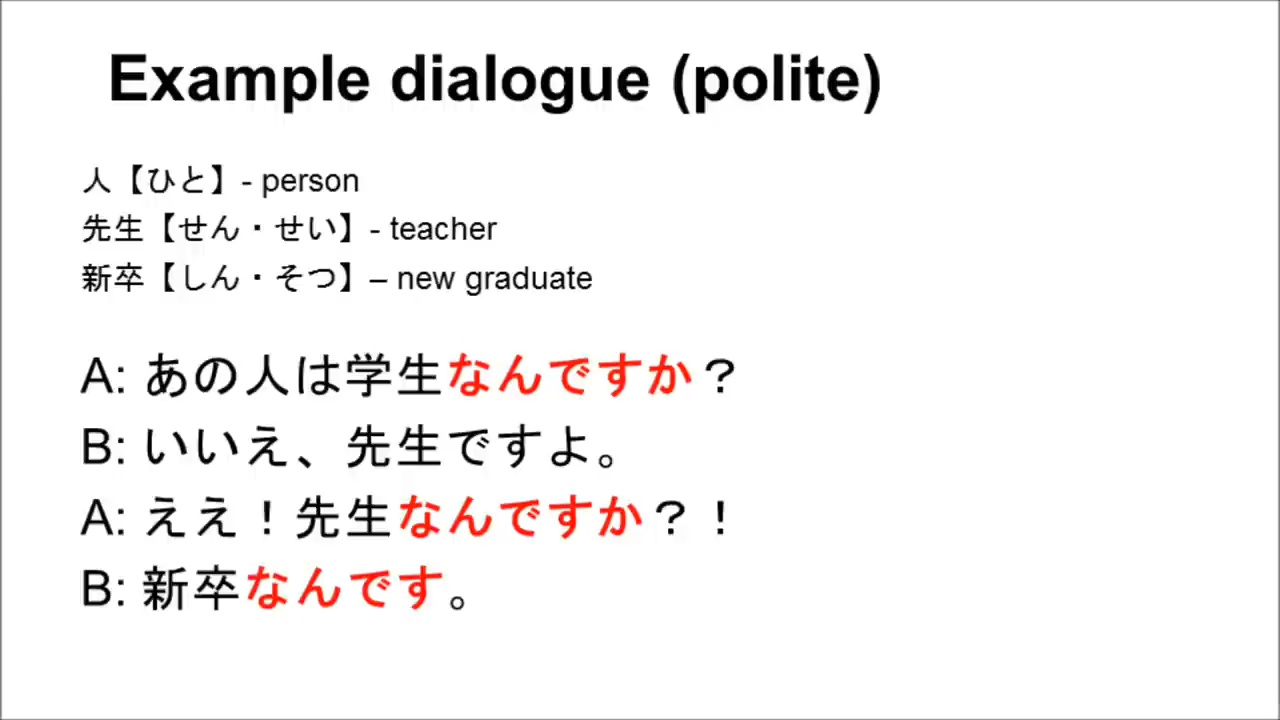 Example dialogue (polite)
人【ひと】- person
先生【せん・せい】- teacher
新卒【しん・そつ】– new graduate
A: あの人は学生なんですか？
B: いいえ、先生ですよ。
A: ええ！先生なんですか？！
B: 新卒なんです。